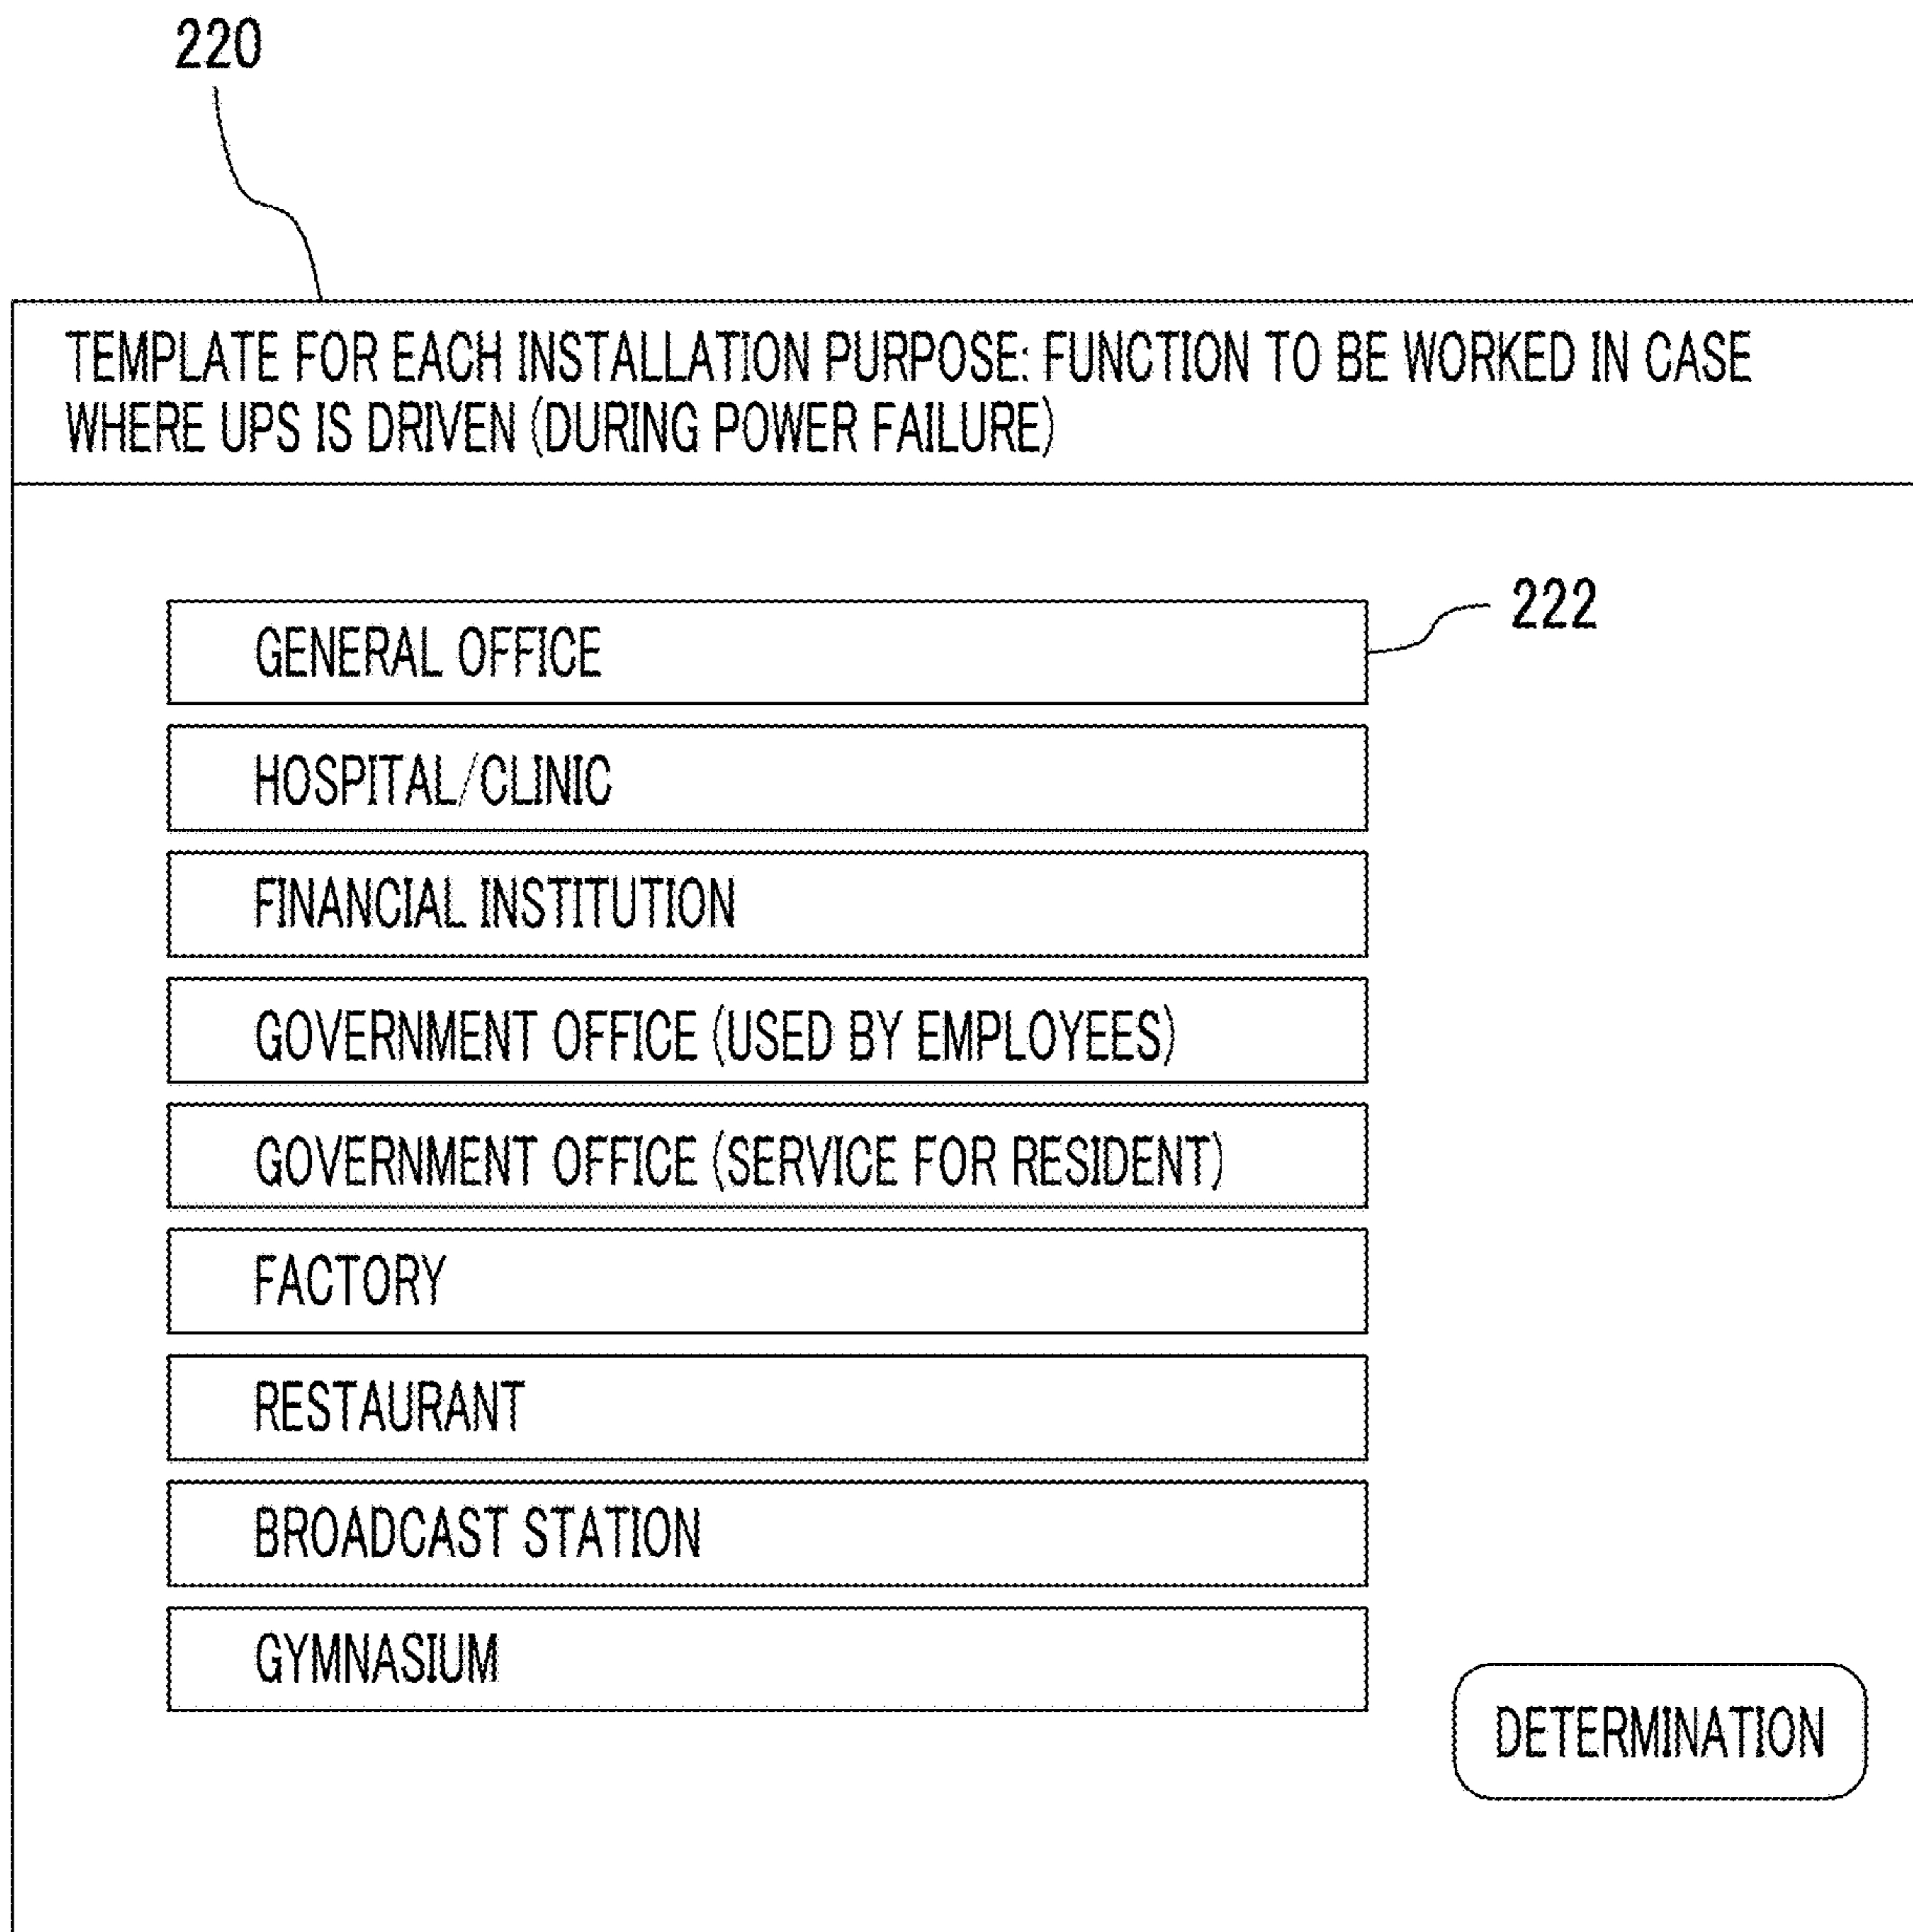 220
TEMPLATE FOR EACH INSTALLATION PURPOSE: FUNCTION TO BE WORKED IN CASE
WHERE UPS IS DRIVEN (DURING POWER FAILURE)
222
GENERAL OFFICE
HOSPITAL/CLINIC
FINANCIAL INSTITUTION
GOVERNMENT OFFICE (USED BY EMPLOYEES)
GOVERNMENT OFFICE (SERVICE FOR RESIDENT)
FACTORY
RESTAURANT
BROADCAST STATION
GYMNASIUM
DETERMINATION